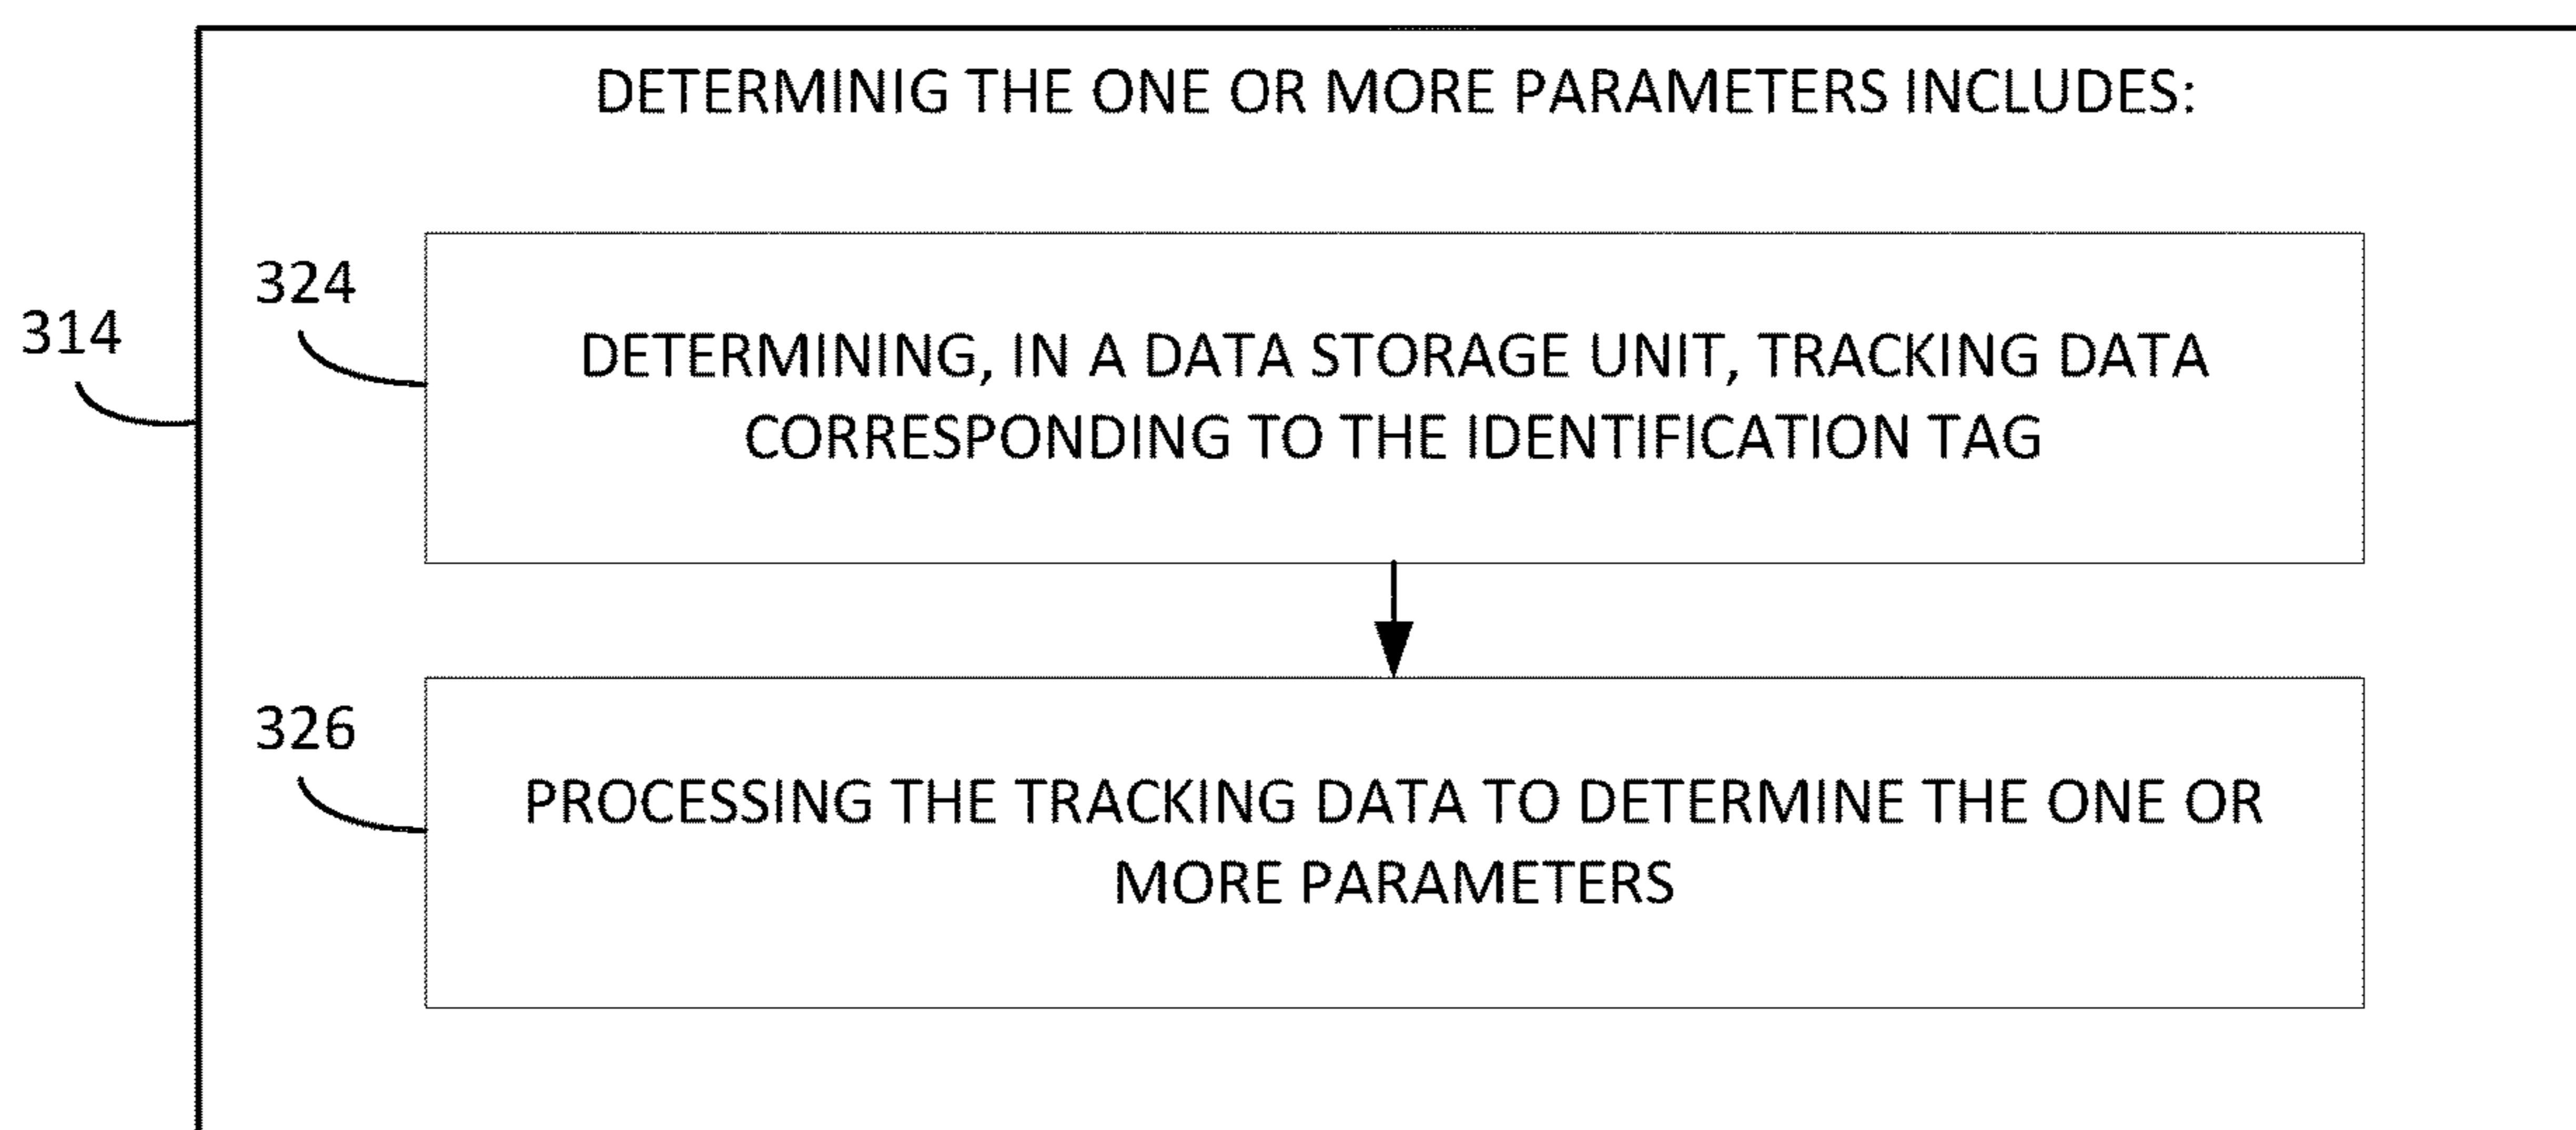 DETERMINIG THE ONE OR MORE PARAMETERS INCLUDES:
324
314
DETERMINING, IN A DATA STORAGE UNIT, TRACKING DATA
CORRESPONDING TO THE IDENTIFICATION TAG
326
PROCESSING THE TRACKING DATA TO DETERMINE THE ONE OR
MORE PARAMETERS